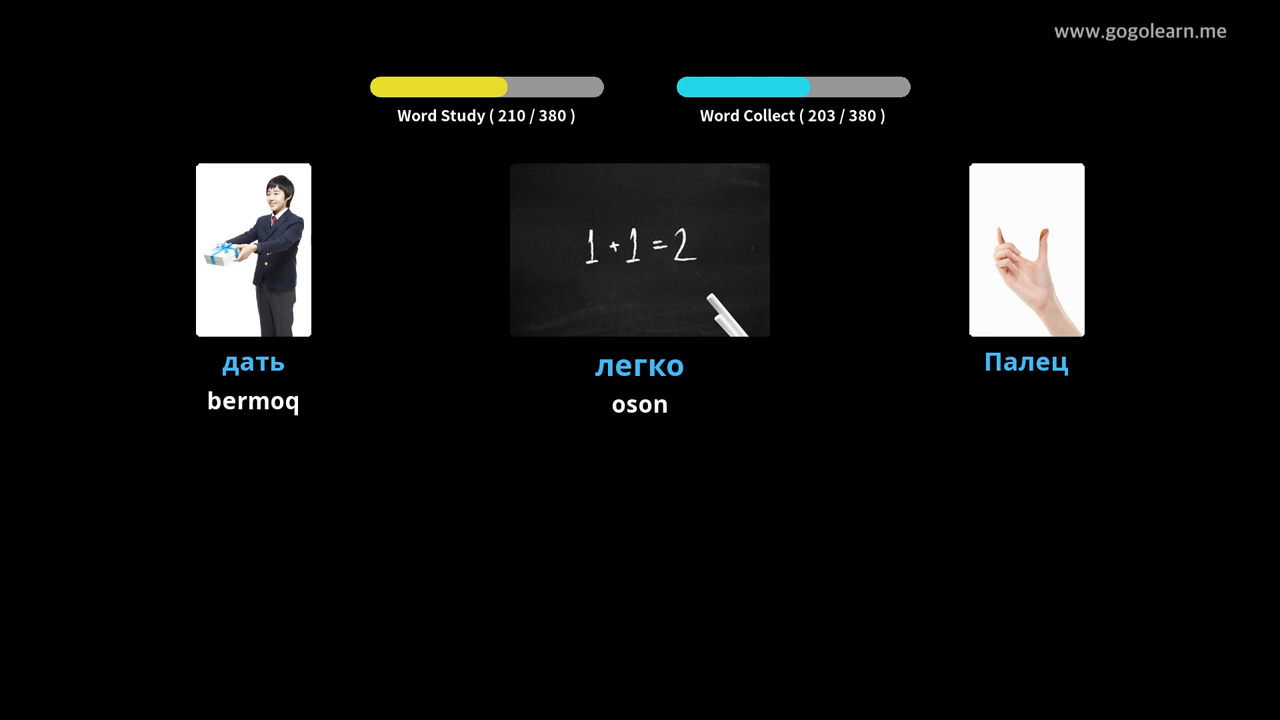 www.gogolearn.me
Word Study ( 210 / 380 )
Word Collect ( 203 / 380 )
1 + 1 = 2
дать
bermoq
легко
oson
Палец